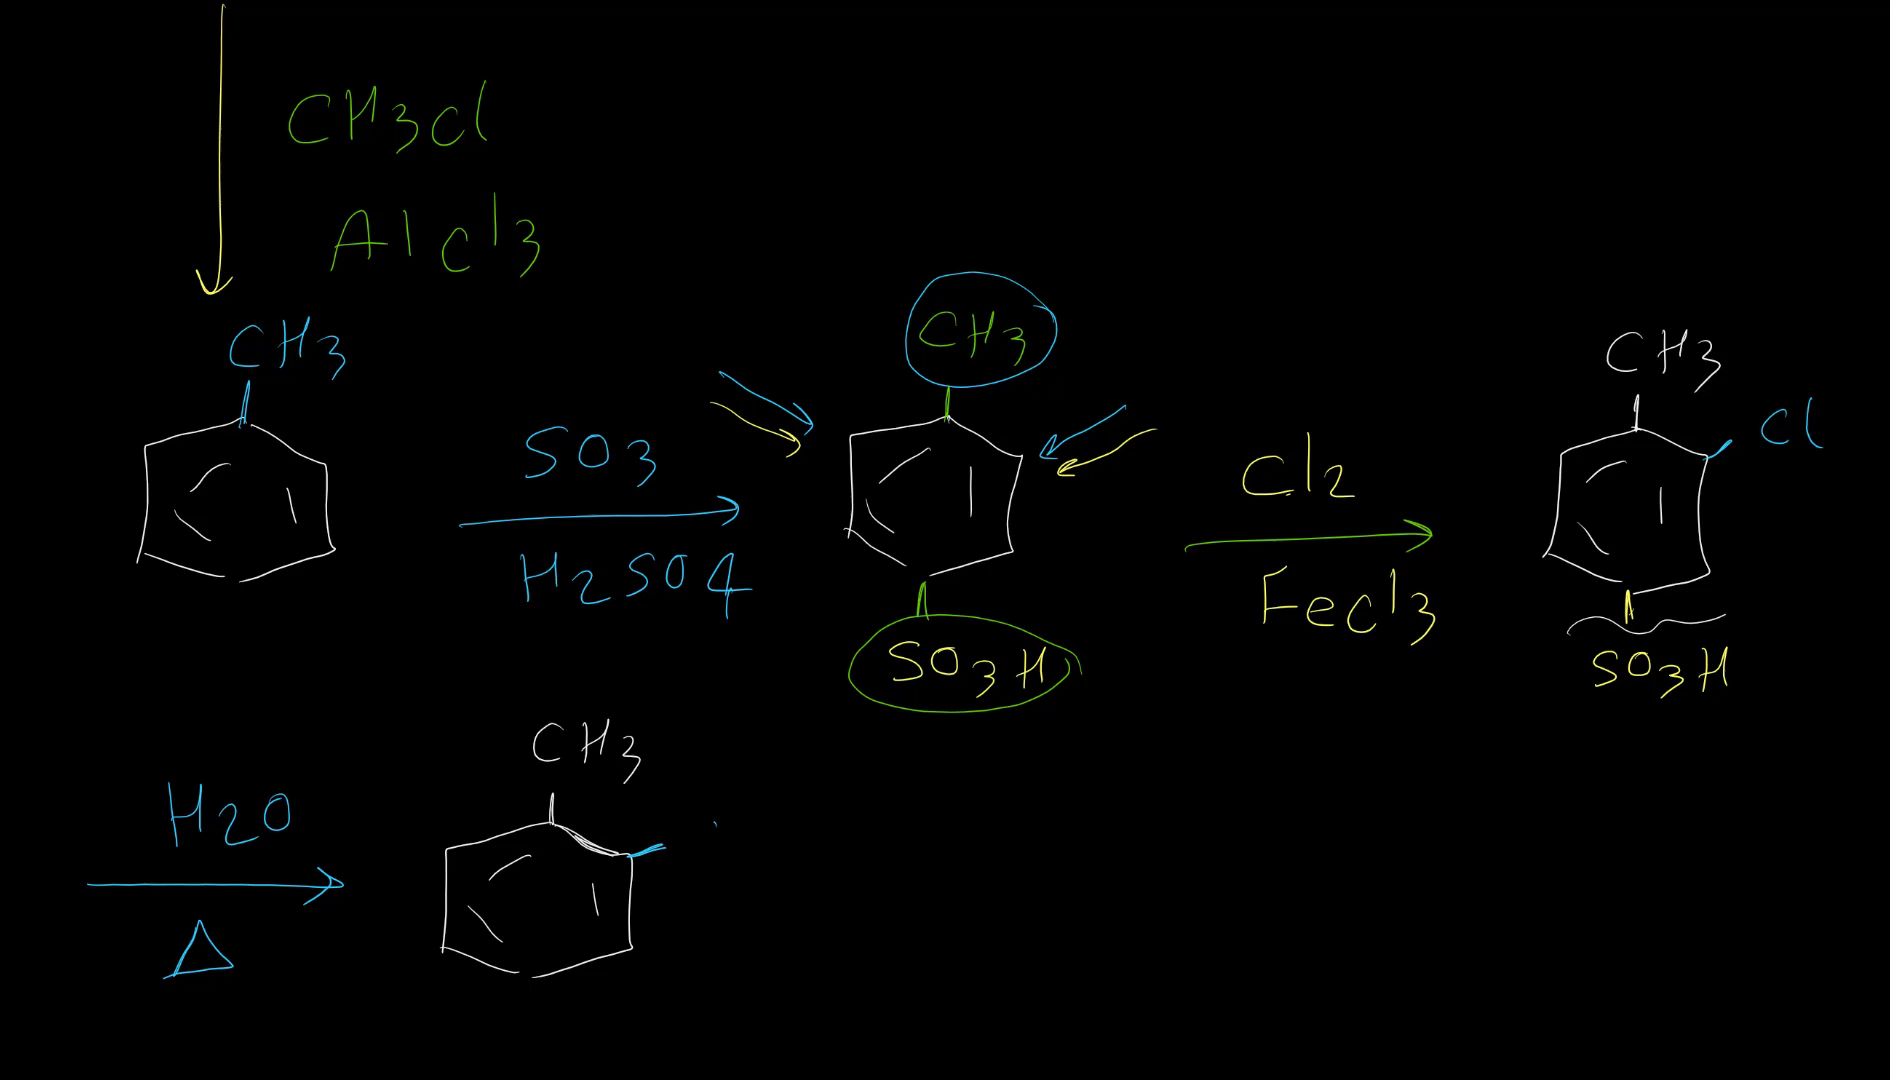 CH3Cl
AlCl3
CH3
SO3
H2SO4
CH3
SO3H
Cl2
FeCl3
CH3
Cl
SO3H
H2O
Δ
CH3